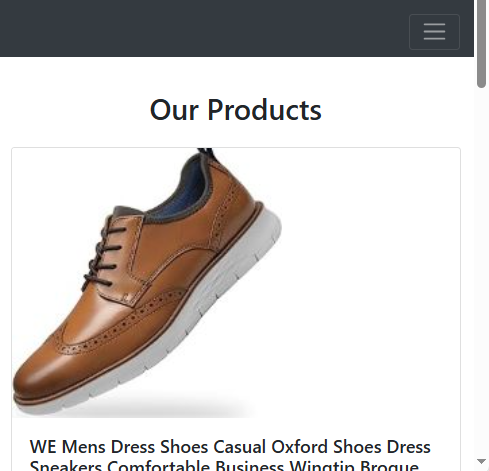 Our Products
WE Mens Dress Shoes Casual Oxford Shoes Dress
Sneakers Comfortable Business Wingtip Brogue